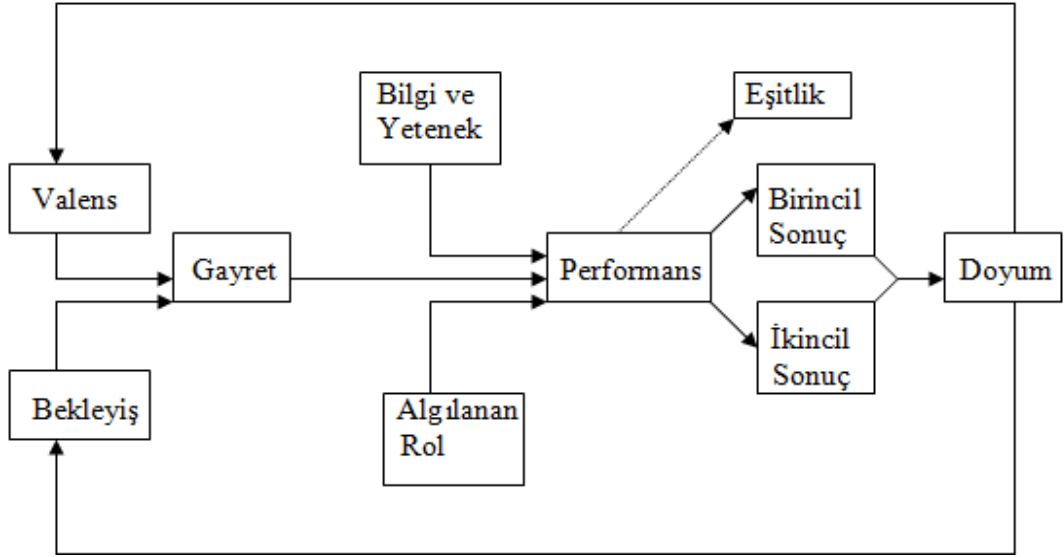 Bilgi ve
Yetenek
Eşitlik
Valens
Birincil
Sonuç
Gayret
Performans
Doyum
İkincil
Sonuç
Bekleyiş
Algılanan
Rol